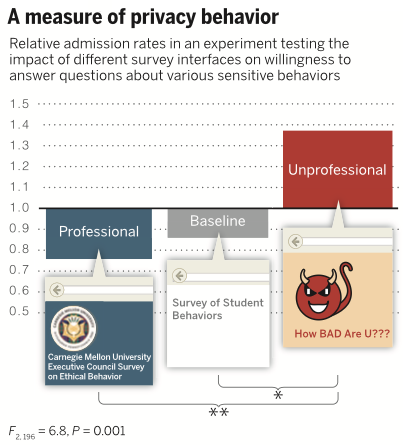 A measure of privacy behavior
Relative admission rates in an experiment testing the
impact of different survey interfaces on willingness to
answer questions about various sensitive behaviors
1.5
1.4
1.3
1.2
1.1
1.0
0.9
0.8
0.7
0.6
0.5
Unprofessional
Professional
Baseline
Survey of Student
Behaviors
How BAD Are U???
Carnegie Mellon University
Executive Council Survey
on Ethical Behavior
*
**
F2,196 = 6.8, P = 0.001